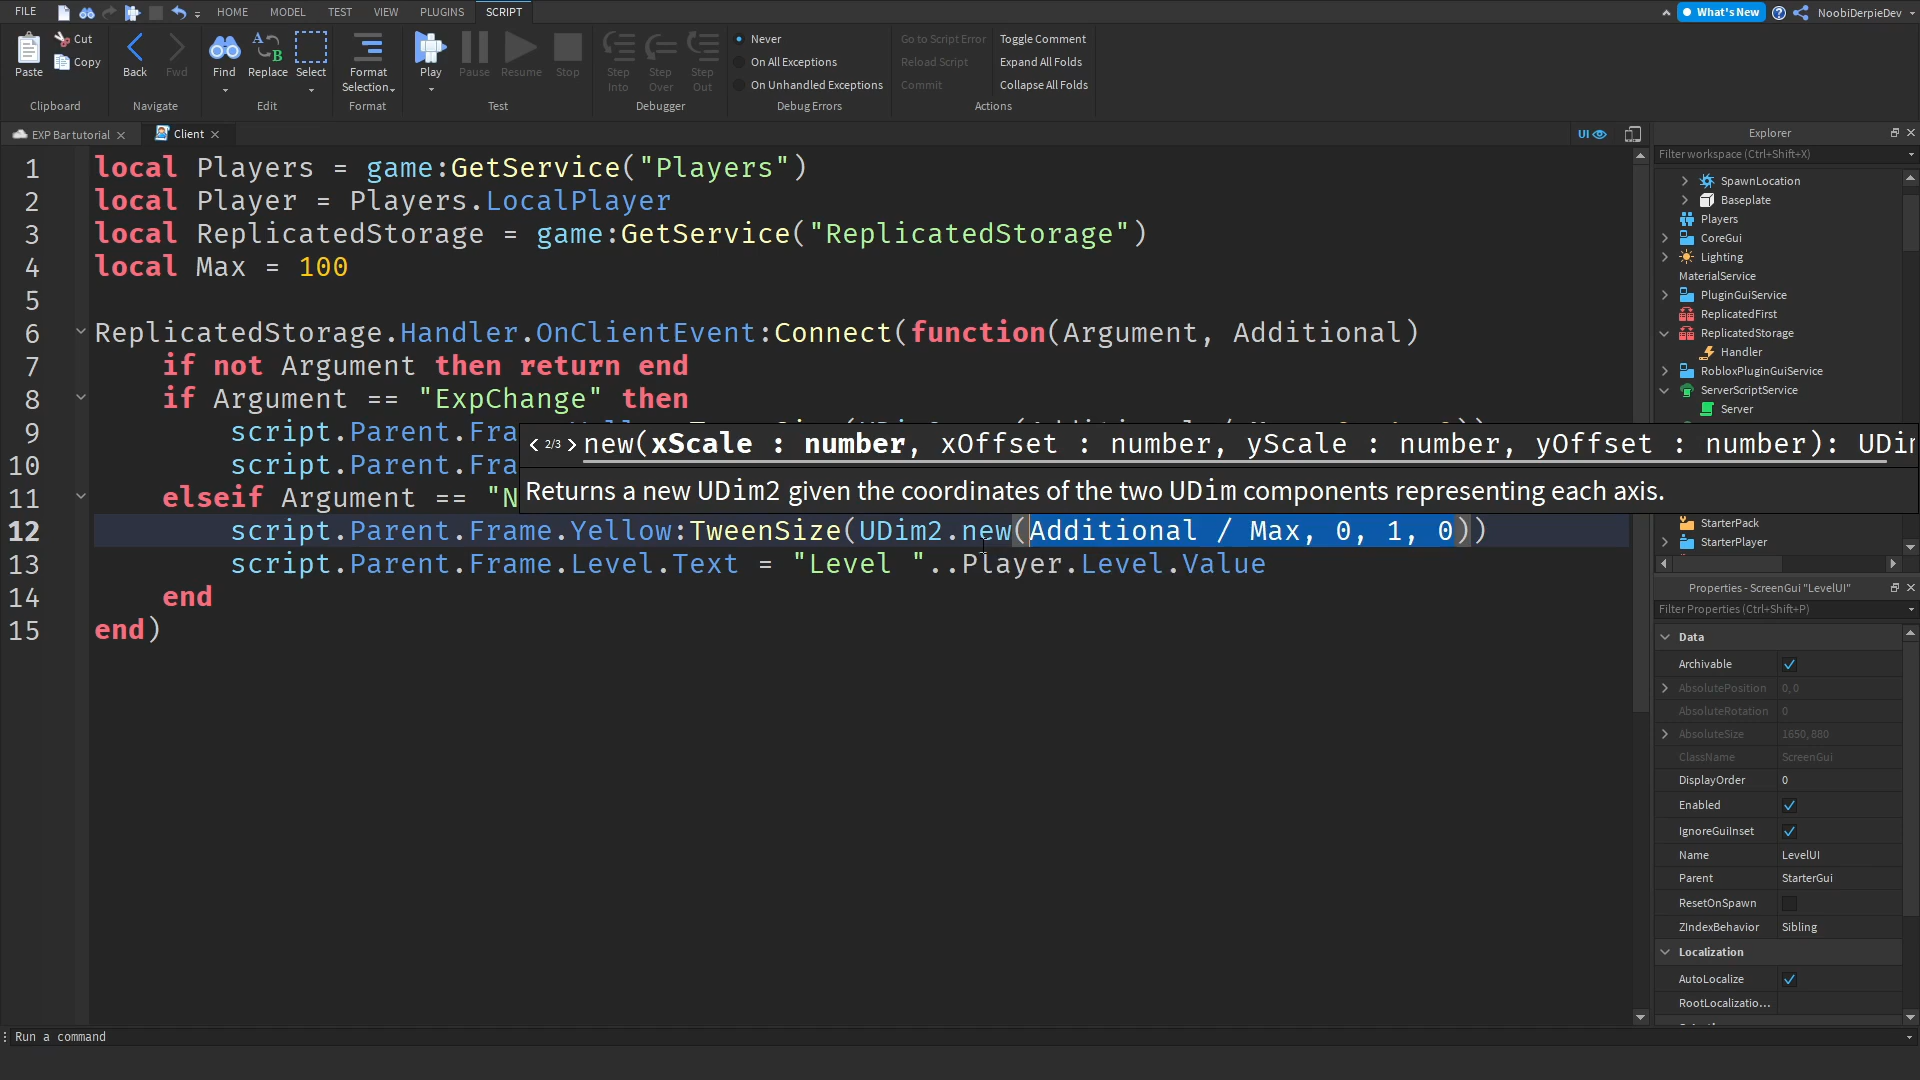 FILE HOME MODEL TEST VIEW PLUGINS SCRIPT What's New NoobiDerpieDev
Paste Cut Copy
Back Fwd
Find Replace Select
Format Selection
Play Pause Resume Stop
Step Into Step Over Step Out
Never
On All Exceptions
On Unhandled Exceptions
Go to Script Error
Reload Script
Commit
Toggle Comment
Expand All Folds
Collapse All Folds
Clipboard Navigate Edit Format Test Debugger Debug Errors Actions
EXP Bar tutorial Client UI
1 local Players = game:GetService("Players")
2 local Player = Players.LocalPlayer
3 local ReplicatedStorage = game:GetService("ReplicatedStorage")
4 local Max = 100
5
6 ReplicatedStorage.Handler.OnClientEvent:Connect(function(Argument, Additional)
7 if not Argument then return end
8 if Argument == "ExpChange" then
9 script.Parent.Fra
10 script.Parent.Fra
11 elseif Argument == "N
< 2/3 > new(xScale : number, xOffset : number, yScale : number, yOffset : number): UDi
Returns a new UDim2 given the coordinates of the two UDim components representing each axis.
12 script.Parent.Frame.Yellow:TweenSize(UDim2.new(Additional / Max, 0, 1, 0))
13 script.Parent.Frame.Level.Text = "Level "..Player.Level.Value
14 end
15 end)
Explorer
Filter workspace (Ctrl+Shift+X)
SpawnLocation
Baseplate
Players
CoreGui
Lighting
MaterialService
PluginGuiService
ReplicatedFirst
ReplicatedStorage
Handler
RobloxPluginGuiService
ServerScriptService
Server
StarterPack
StarterPlayer
Properties - ScreenGui "LevelUI"
Filter Properties (Ctrl+Shift+P)
Data
Archivable
AbsolutePosition 0, 0
AbsoluteRotation 0
AbsoluteSize 1650, 880
ClassName ScreenGui
DisplayOrder 0
Enabled
IgnoreGuiInset
Name LevelUI
Parent StarterGui
ResetOnSpawn
ZIndexBehavior Sibling
Localization
AutoLocalize
RootLocalizatio...
Run a command